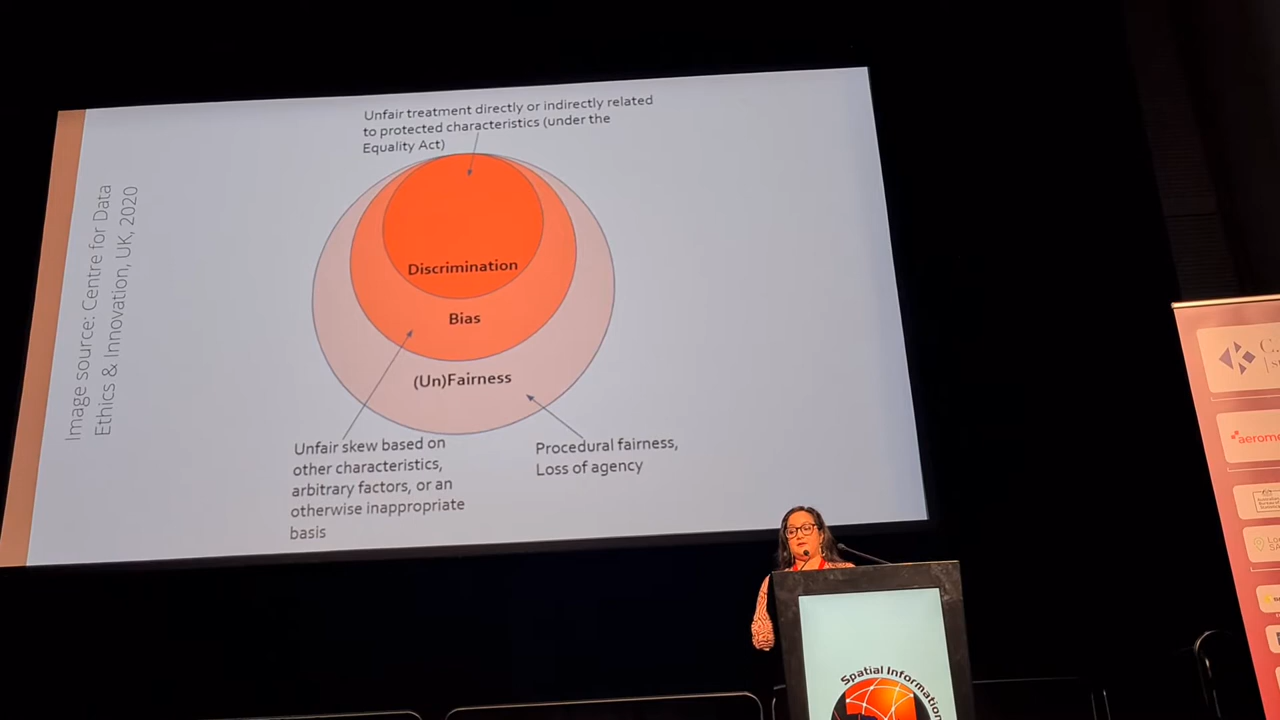 Image source: Centre for Data
Ethics & Innovation, UK, 2020
Unfair treatment directly or indirectly related
to protected characteristics (under the
Equality Act)
Discrimination
Bias
(Un)Fairness
Unfair skew based on
other characteristics,
arbitrary factors, or an
otherwise inappropriate
basis
Procedural fairness,
Loss of agency
Spatial Information